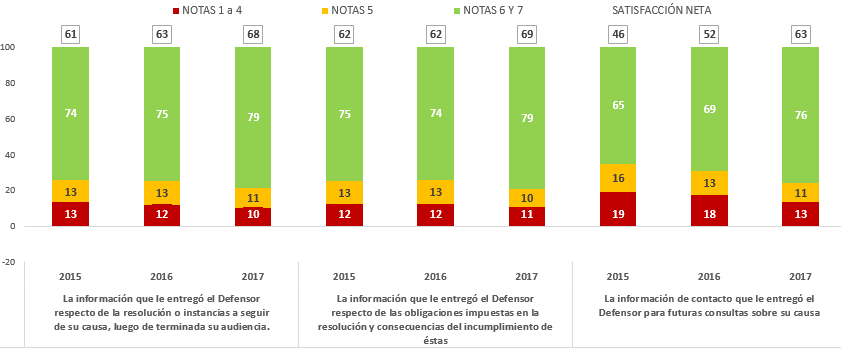 NOTAS 1 a 4 NOTAS 5 NOTAS 6 Y 7 SATISFACCIÓN NETA
61 63 68 62 62 69 46 52 63
100
80
60
40
20
0
-20
74 75 79 75 74 79 65 69 76
13 13 11 13 13 10 16 13 11
13 12 10 12 12 11 19 18 13
2015 2016 2017 2015 2016 2017 2015 2016 2017
La información que le entregó el Defensor
respecto de la resolución o instancias a seguir
de su causa, luego de terminada su audiencia.
La información que le entregó el Defensor
respecto de las obligaciones impuestas en la
resolución y consecuencias del incumplimiento de
éstas
La información de contacto que le entregó el
Defensor para futuras consultas sobre su causa